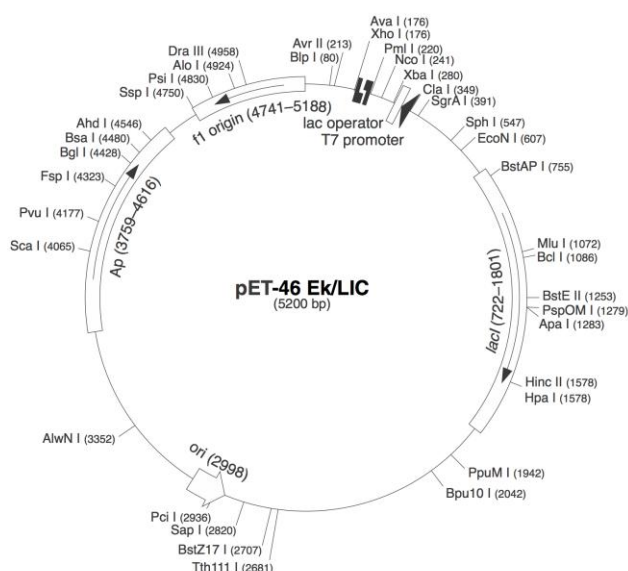 Ava I (176)
Xho I (176)
Pml I (220)
Nco I (241)
Xba I (280)
Cla I (349)
SgrA I (391)
Sph I (547)
EcoN I (607)
BstAP I (755)
Mlu I (1072)
Bcl I (1086)
BstE II (1253)
PspOM I (1279)
Apa I (1283)
Hinc II (1578)
Hpa I (1578)
PpuM I (1942)
Bpu10 I (2042)
Tth111 I (2681)
BstZ17 I (2707)
Sap I (2820)
Pci I (2936)
AlwN I (3352)
Sca I (4065)
Pvu I (4177)
Fsp I (4323)
Bgl I (4428)
Bsa I (4480)
Ahd I (4546)
Ssp I (4750)
Psi I (4830)
Alo I (4924)
Dra III (4958)
Blp I (80)
Avr II (213)
f1 origin (4741–5188)
lac operator
T7 promoter
lacI (722–1801)
ori (2998)
Ap (3759–4616)
pET-46 Ek/LIC
(5200 bp)